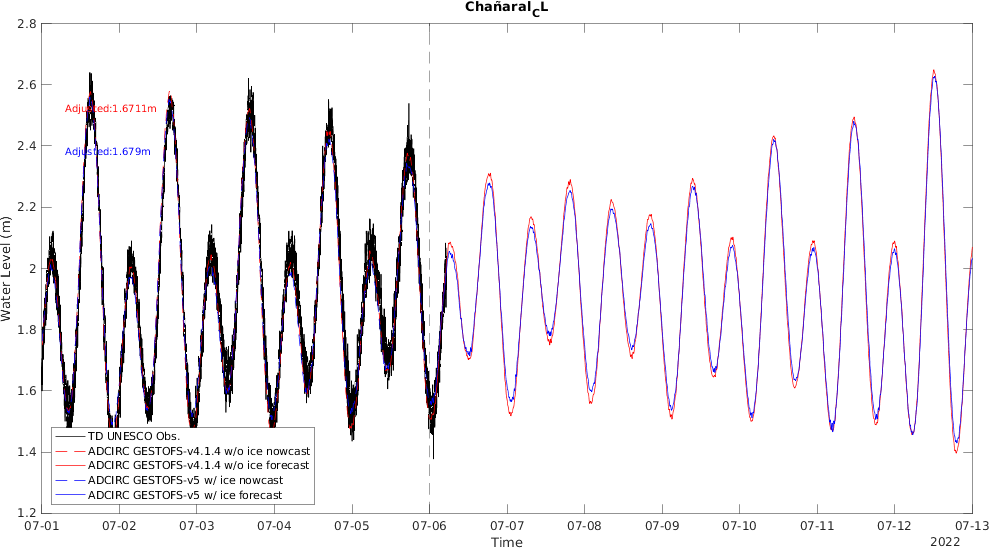 Chañaral_CL
2.8
2.6
2.4
2.2
2
1.8
1.6
1.4
1.2
Water Level (m)
Adjusted:1.6711m
Adjusted:1.679m
TD UNESCO Obs.
ADCIRC GESTOFS-v4.1.4 w/o ice nowcast
ADCIRC GESTOFS-v4.1.4 w/o ice forecast
ADCIRC GESTOFS-v5 w/ ice nowcast
ADCIRC GESTOFS-v5 w/ ice forecast
07-01 07-02 07-03 07-04 07-05 07-06 07-07 07-08 07-09 07-10 07-11 07-12 07-13
Time
2022